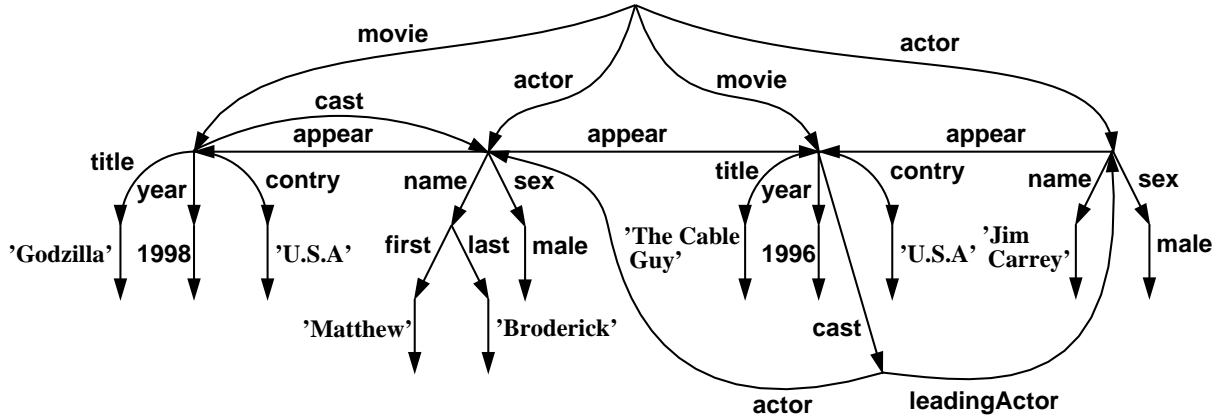 movie
actor
actor
movie
cast
appear
appear
appear
title
year
contry
name
sex
title
year
contry
name
sex
’Godzilla’
1998
’U.S.A’
first
last
male
’The Cable
Guy’
1996
’U.S.A’
’Jim
Carrey’
male
’Matthew’
’Broderick’
cast
actor
leadingActor